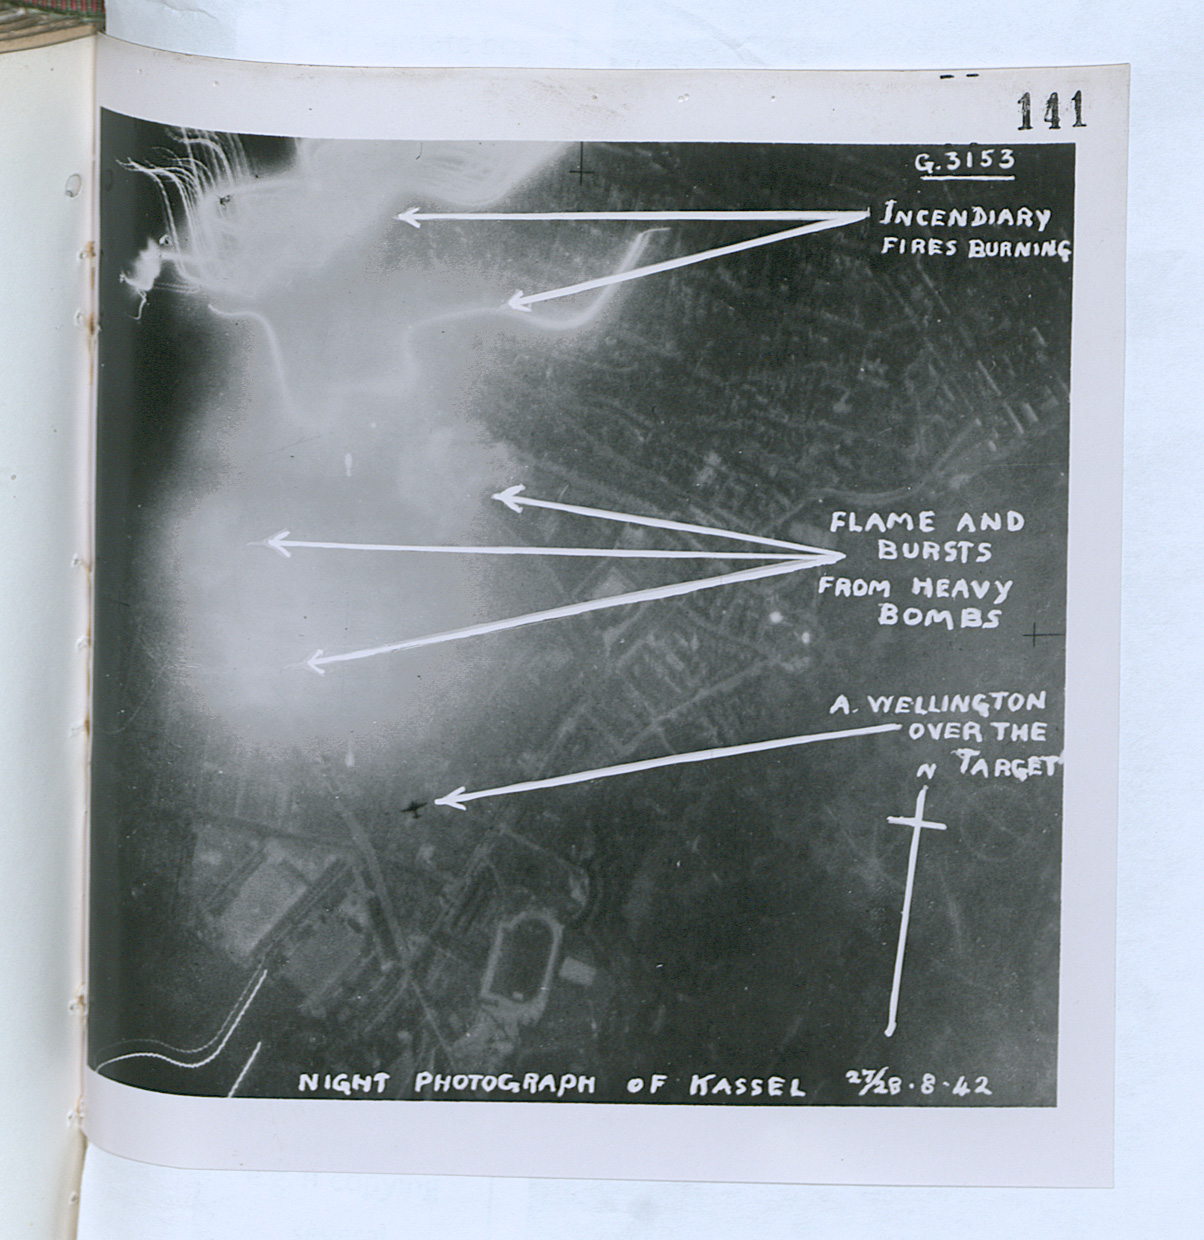 141
G.3153
INCENDIARY
FIRES BURNING
FLAME AND
BURSTS
FROM HEAVY
BOMBS
A. WELLINGTON
OVER THE
TARGET
N
NIGHT PHOTOGRAPH OF KASSEL 27/28.8.42